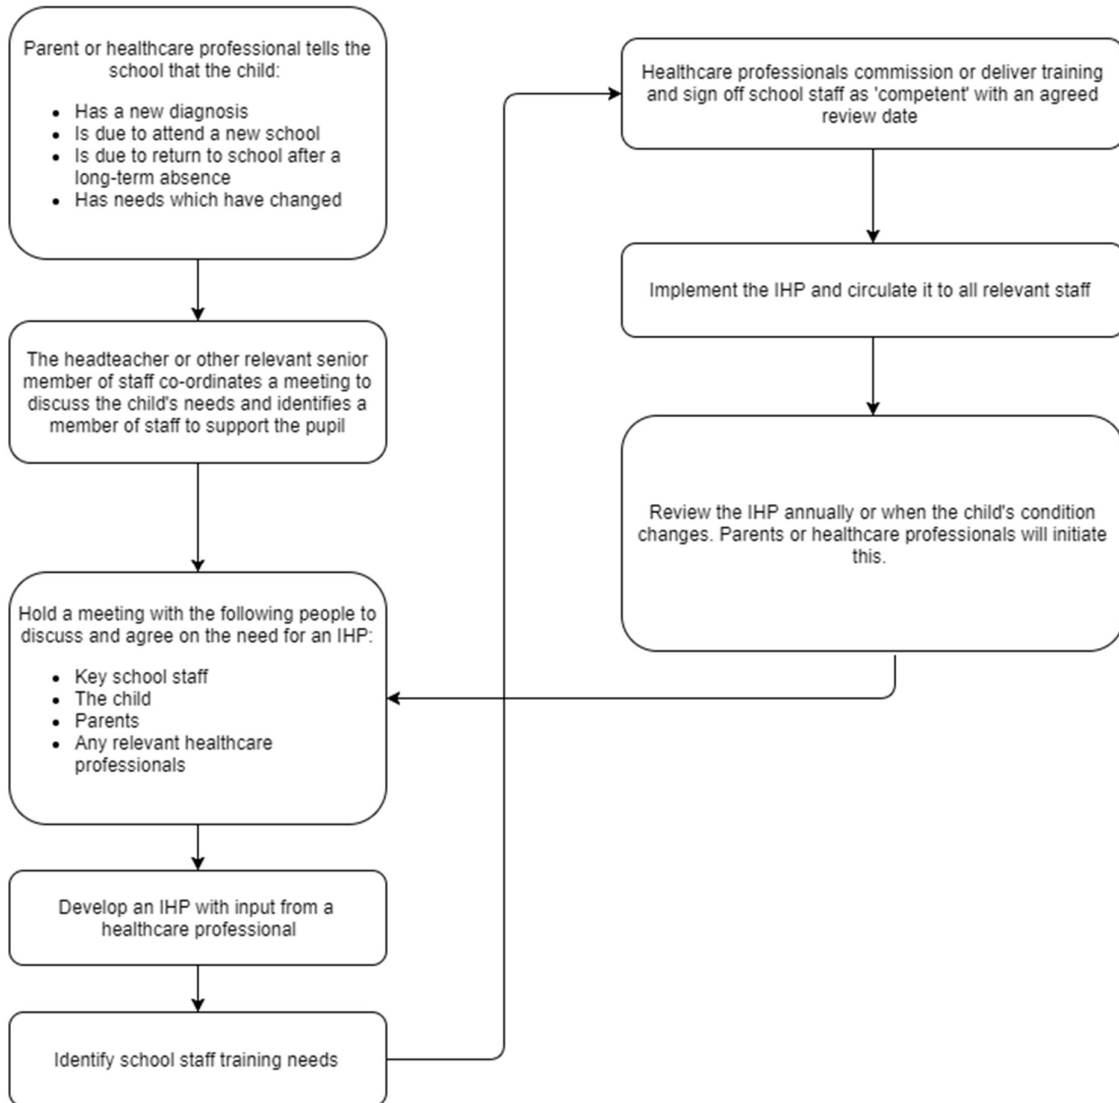 Parent or healthcare professional tells the
school that the child:
• Has a new diagnosis
• Is due to attend a new school
• Is due to return to school after a
long-term absence
• Has needs which have changed
The headteacher or other relevant senior
member of staff co-ordinates a meeting to
discuss the child's needs and identifies a
member of staff to support the pupil
Hold a meeting with the following people to
discuss and agree on the need for an IHP:
• Key school staff
• The child
• Parents
• Any relevant healthcare
professionals
Develop an IHP with input from a
healthcare professional
Identify school staff training needs
Healthcare professionals commission or deliver training
and sign off school staff as 'competent' with an agreed
review date
Implement the IHP and circulate it to all relevant staff
Review the IHP annually or when the child's condition
changes. Parents or healthcare professionals will initiate
this.